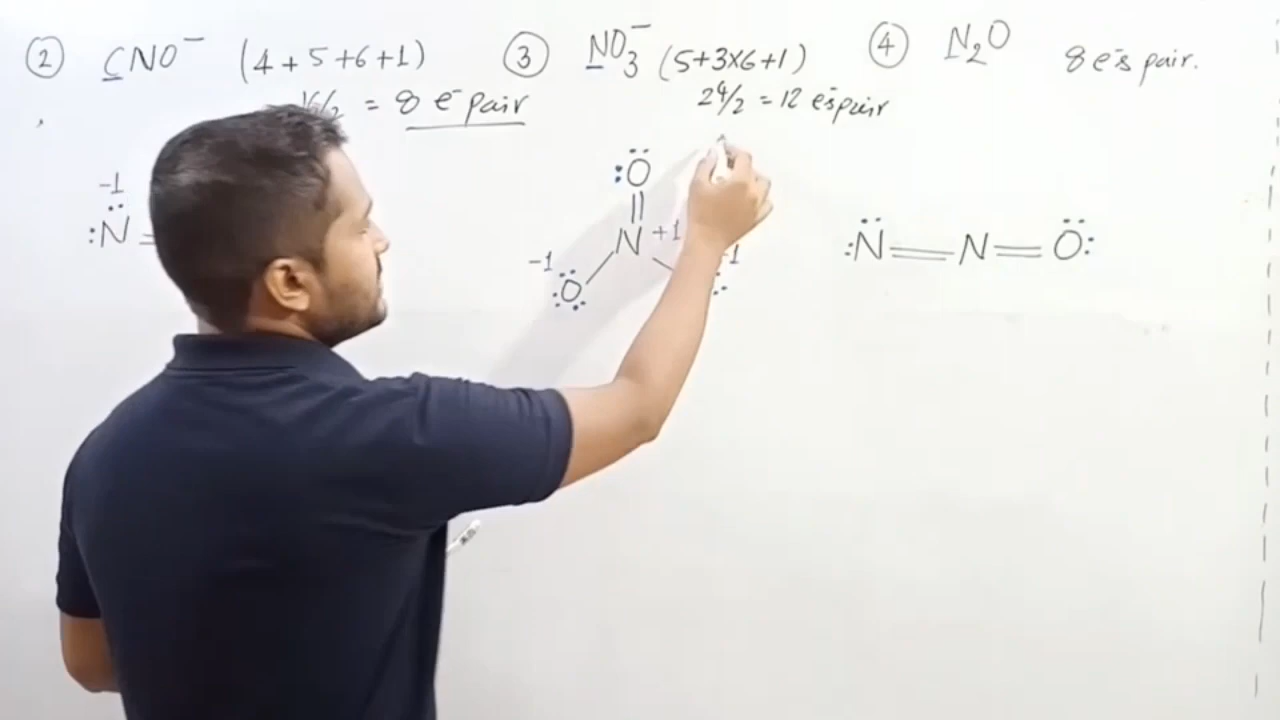 ② CNO⁻ (4 + 5 + 6 + 1)
16/2 = 8 e⁻ pair
-1
:N̈ =
③ NO₃⁻ (5+3×6+1)
24/2 = 12 e⁻s pair
:Ö
N +1
-1 -1
:Ö:
④ N₂O 8 e⁻s pair.
:N̈ = N = Ö: